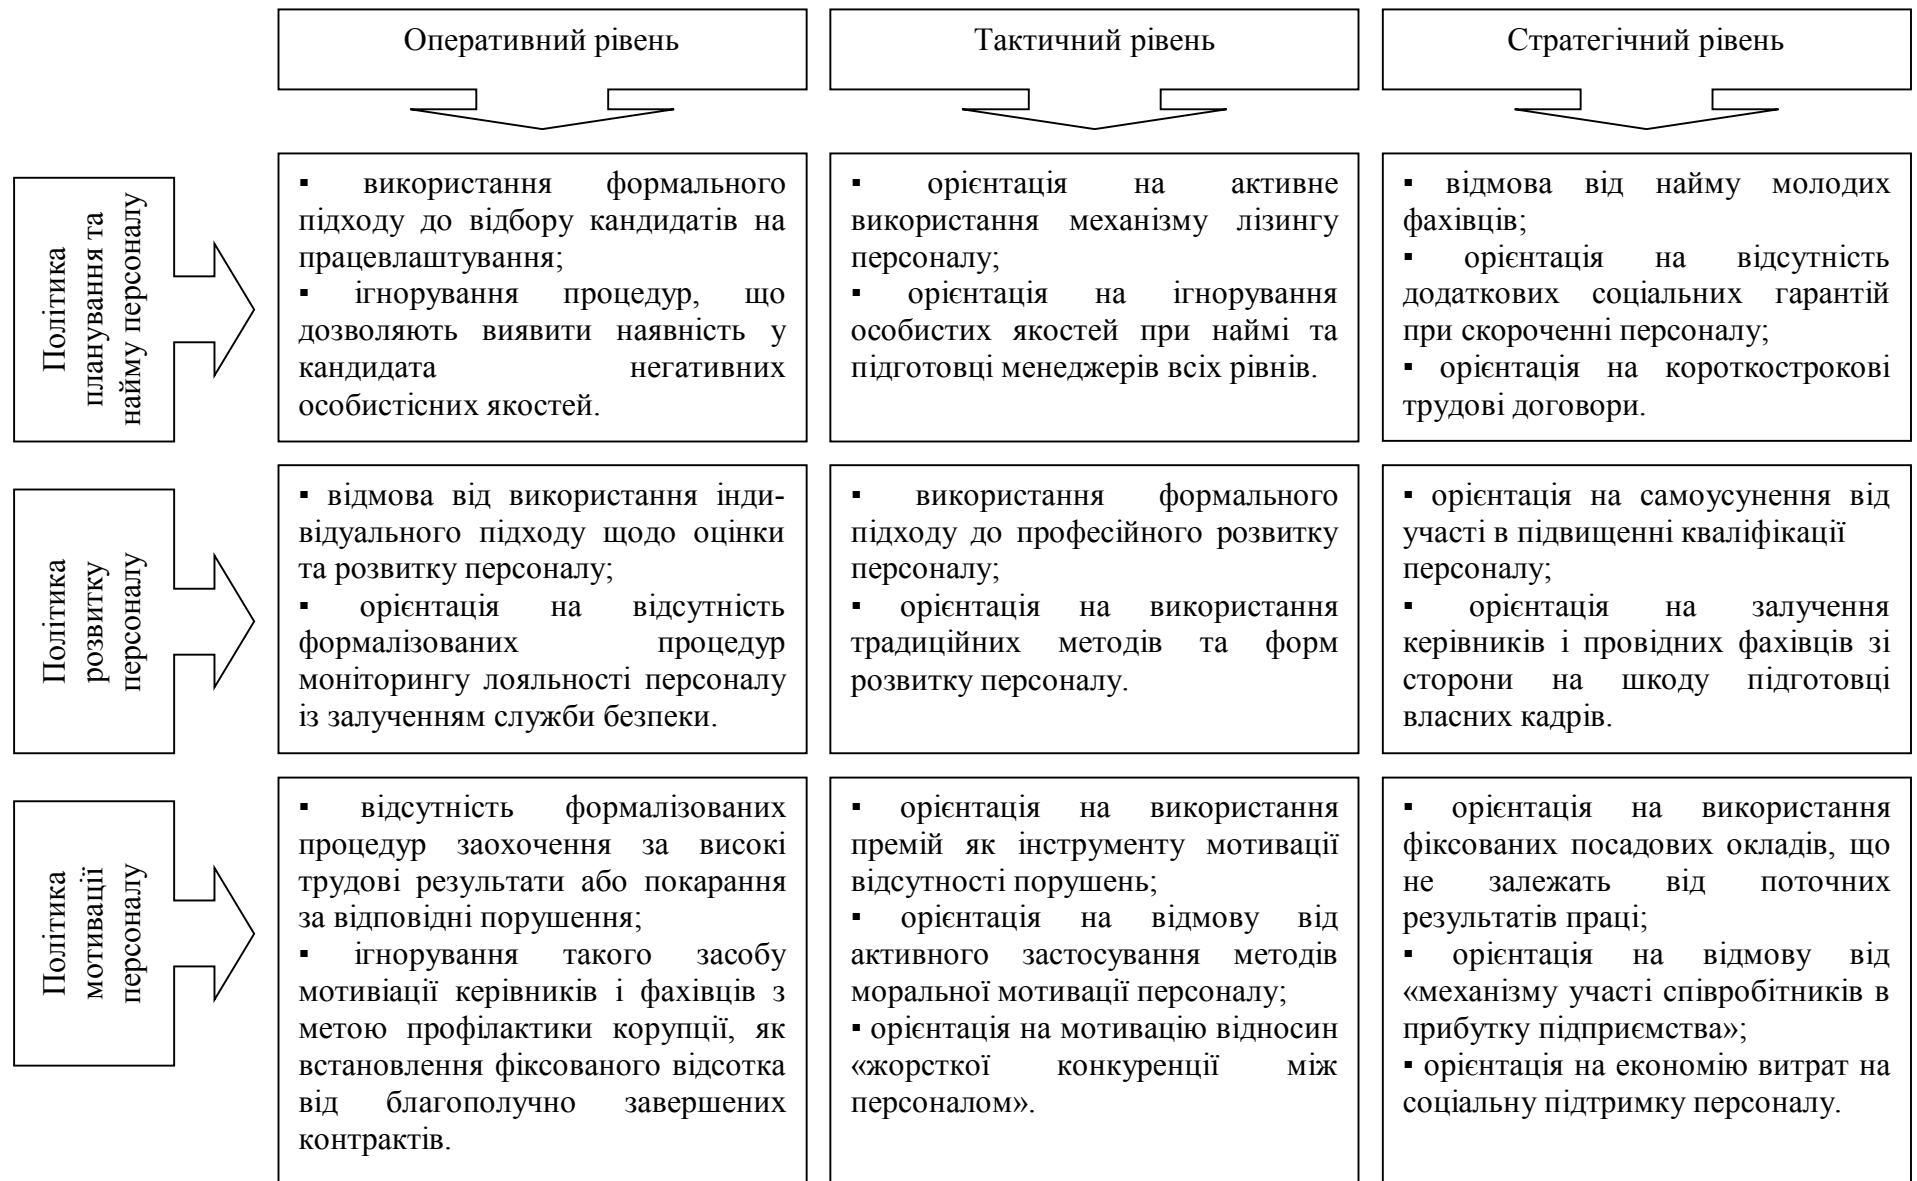 Оперативний рівень
Тактичний рівень
Стратегічний рівень
Політика
планування та
найму персоналу
▪ використання формального
підходу до відбору кандидатів на
працевлаштування;
▪ ігнорування процедур, що
дозволяють виявити наявність у
кандидата негативних
особистісних якостей.
▪ орієнтація на активне
використання механізму лізингу
персоналу;
▪ орієнтація на ігнорування
особистих якостей при наймі та
підготовці менеджерів всіх рівнів.
▪ відмова від найму молодих
фахівців;
▪ орієнтація на відсутність
додаткових соціальних гарантій
при скороченні персоналу;
▪ орієнтація на короткострокові
трудові договори.
Політика
розвитку
персоналу
▪ відмова від використання інди-
відуального підходу щодо оцінки
та розвитку персоналу;
▪ орієнтація на відсутність
формалізованих процедур
моніторингу лояльності персоналу
із залученням служби безпеки.
▪ використання формального
підходу до професійного розвитку
персоналу;
▪ орієнтація на використання
традиційних методів та форм
розвитку персоналу.
▪ орієнтація на самоусунення від
участі в підвищенні кваліфікації
персоналу;
▪ орієнтація на залучення
керівників і провідних фахівців зі
сторони на шкоду підготовці
власних кадрів.
Політика
мотивації
персоналу
▪ відсутність формалізованих
процедур заохочення за високі
трудові результати або покарання
за відповідні порушення;
▪ ігнорування такого засобу
мотивіації керівників і фахівців з
метою профілактики корупції, як
встановлення фіксованого відсотка
від благополучно завершених
контрактів.
▪ орієнтація на використання
премій як інструменту мотивації
відсутності порушень;
▪ орієнтація на відмову від
активного застосування методів
моральної мотивації персоналу;
▪ орієнтація на мотивацію відносин
«жорсткої конкуренції між
персоналом».
▪ орієнтація на використання
фіксованих посадових окладів, що
не залежать від поточних
результатів праці;
▪ орієнтація на відмову від
«механізму участі співробітників в
прибутку підприємства»;
▪ орієнтація на економію витрат на
соціальну підтримку персоналу.